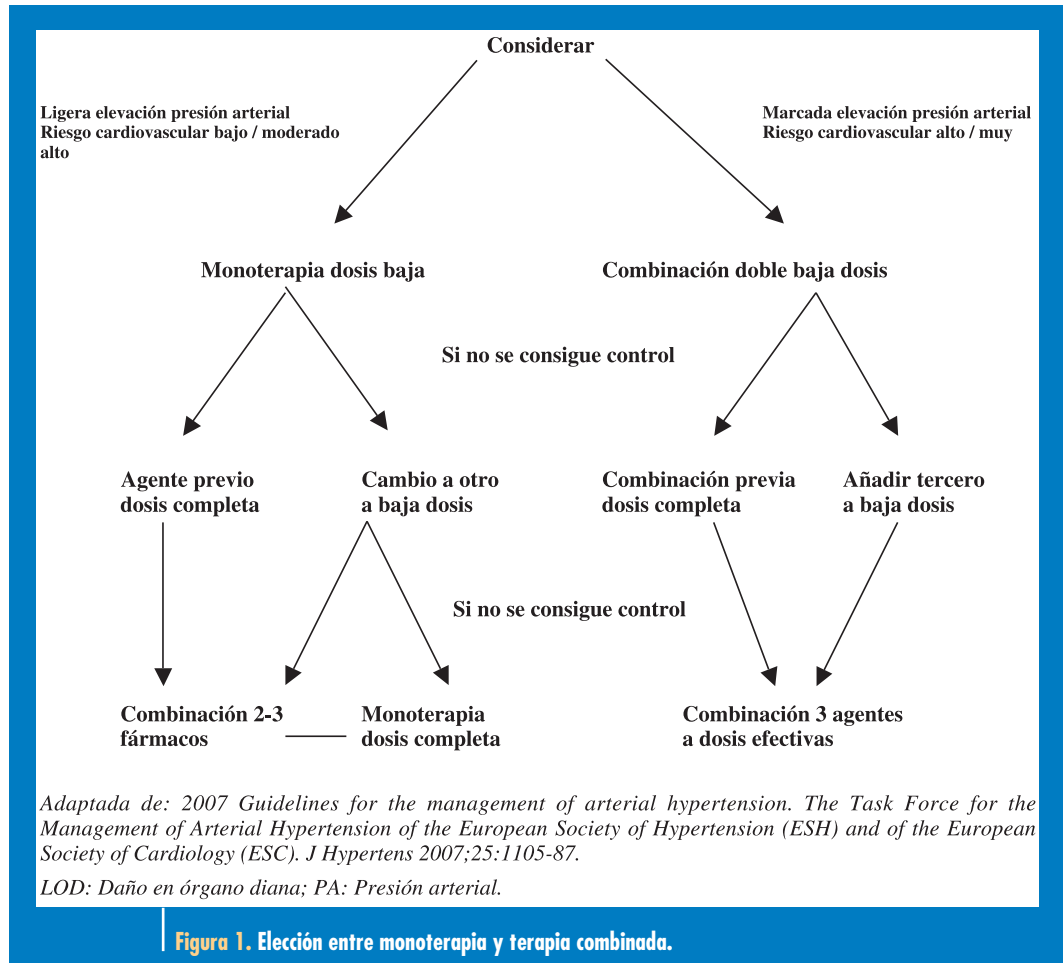 Considerar
Ligera elevación presión arterial
Riesgo cardiovascular bajo / moderado
alto
Marcada elevación presión arterial
Riesgo cardiovascular alto / muy
Monoterapia dosis baja
Combinación doble baja dosis
Si no se consigue control
Agente previo
dosis completa
Cambio a otro
a baja dosis
Combinación previa
dosis completa
Añadir tercero
a baja dosis
Si no se consigue control
Combinación 2-3
fármacos
Monoterapia
dosis completa
Combinación 3 agentes
a dosis efectivas
Adaptada de: 2007 Guidelines for the management of arterial hypertension. The Task Force for the
Management of Arterial Hypertension of the European Society of Hypertension (ESH) and of the European
Society of Cardiology (ESC). J Hypertens 2007;25:1105-87.
LOD: Daño en órgano diana; PA: Presión arterial.
Figura 1. Elección entre monoterapia y terapia combinada.